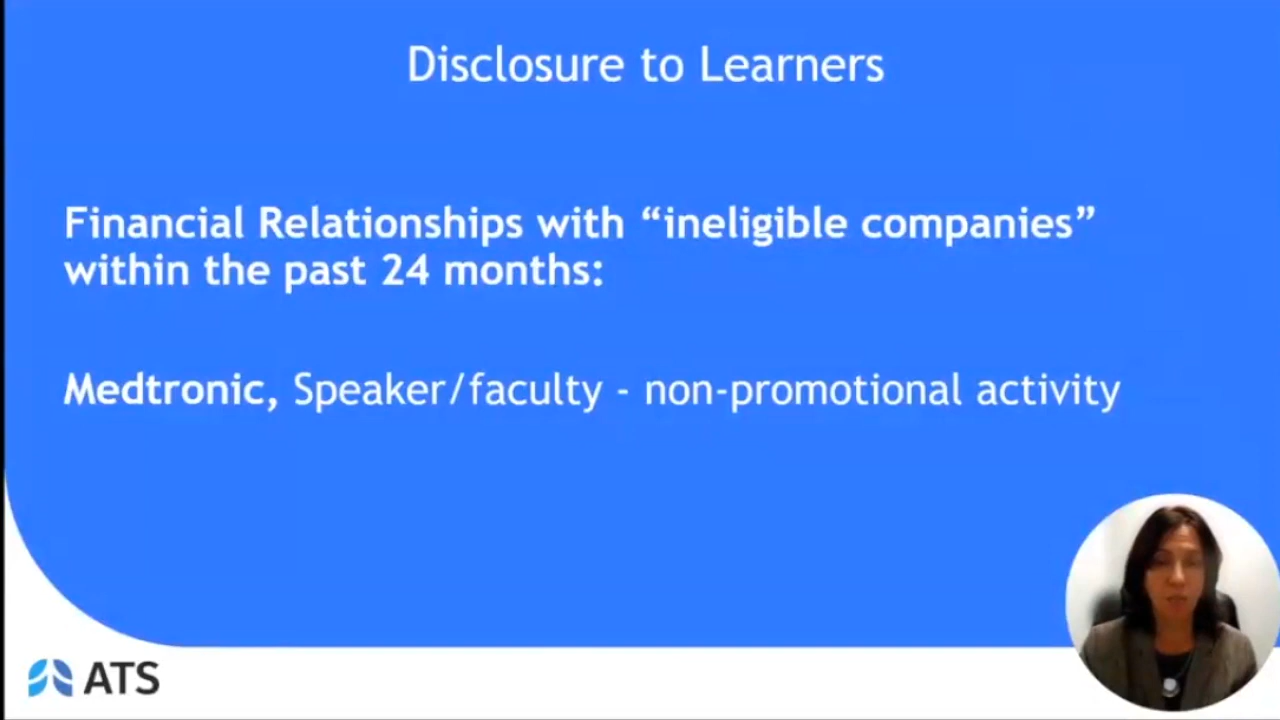 Disclosure to Learners
Financial Relationships with “ineligible companies”
within the past 24 months:
Medtronic, Speaker/faculty - non-promotional activity
ATS